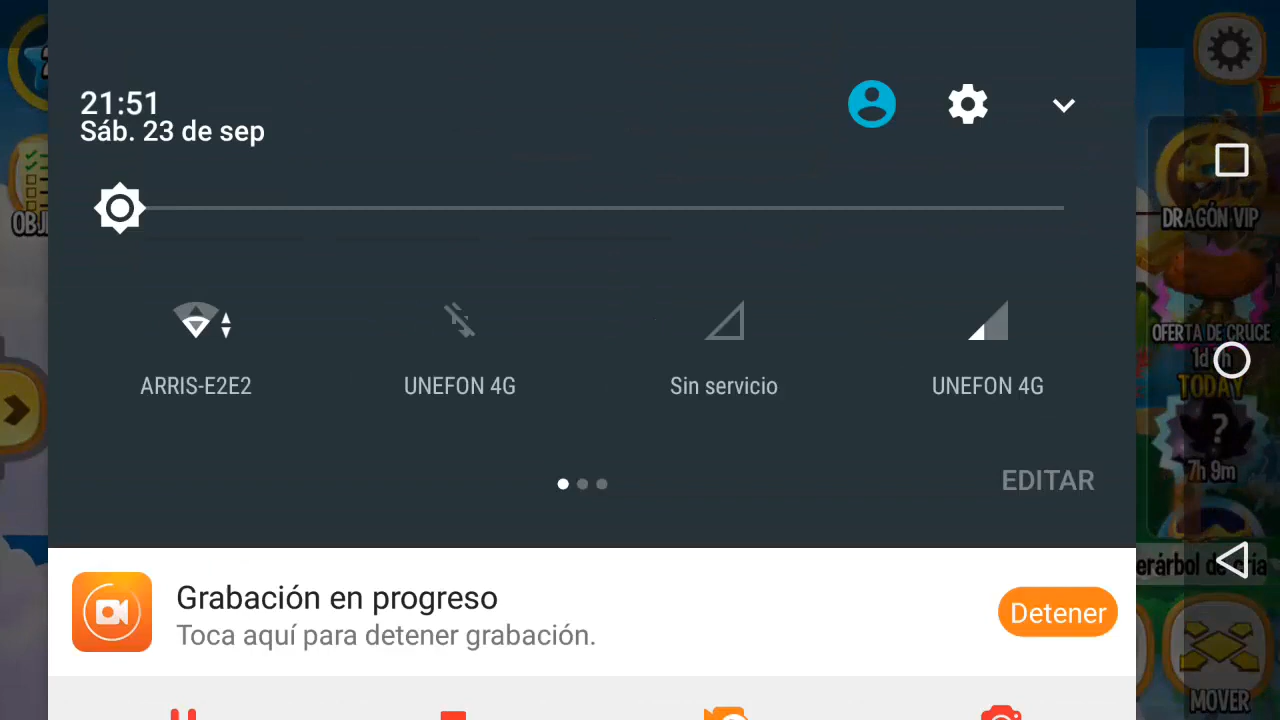 21:51
Sáb. 23 de sep
OBJ
DRAGÓN VIP
ARRIS-E2E2
UNEFON 4G
Sin servicio
UNEFON 4G
OFERTA DE CRUCE
TODAY
?
7h 9m
EDITAR
Grabación en progreso
Toca aquí para detener grabación.
Detener
MOVER